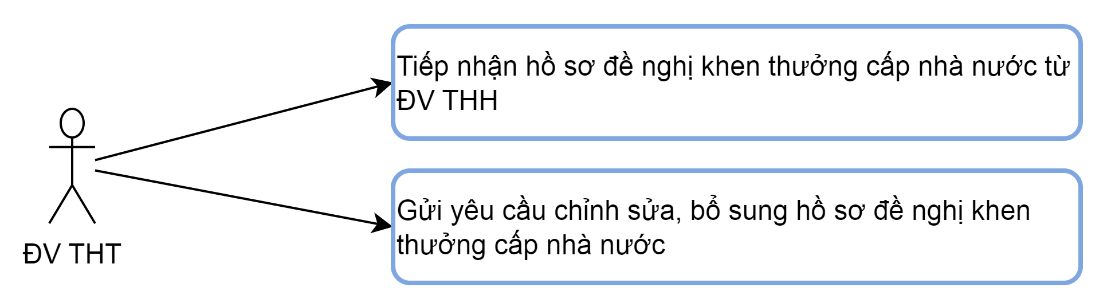 Tiếp nhận hồ sơ đề nghị khen thưởng cấp nhà nước từ
ĐV THH
Gửi yêu cầu chỉnh sửa, bổ sung hồ sơ đề nghị khen
thưởng cấp nhà nước
ĐV THT